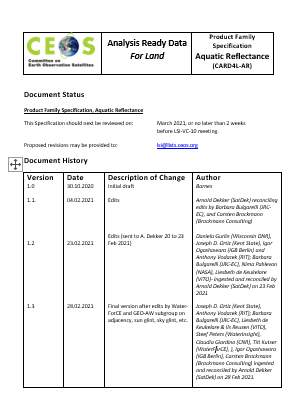 CEOS
Committee on
Earth Observation Satellites
Analysis Ready Data
For Land
Product Family
Specification
Aquatic Reflectance
(CARD4L-AR)
Document Status
Product Family Specification, Aquatic Reflectance
This Specification should next be reviewed on:
March 2021, or no later than 2 weeks
before LSI-VC-10 meeting.
Proposed revisions may be provided to:
lsi@lists.ceos.org
Document History
Version Date Description of Change Author
1.0 30.10.2020 Initial draft Barnes
1.1 04.02.2021 Edits Arnold Dekker (SatDek) reconciling
edits by Barbara Bulgarelli (JRC-
EC), and Carsten Brockmann
(Brockmann Consulting)
1.2 23.02.2021 Edits (sent to A. Dekker 20 to 23
Feb 2021)
Daniela Gurlin (Wisconsin DNR),
Joseph D. Ortiz (Kent State), Igor
Ogashawara (IGB Berlin) and
Anthony Vodacek (RIT); Barbara
Bulgarelli (JRC-EC), Nima Pahlevan
(NASA), Liesbeth de Keukelaere
(VITO)- ingested and reconciled by
Arnold Dekker (SatDek) on 23 Feb
2021
1.3 28.02.2021 Final version after edits by Water-
ForCE and GEO-AW subgroup on
adjacency, sun glint, sky glint, etc.
Joseph D. Ortiz (Kent State),
Anthony Vodacek (RIT); Barbara
Bulgarelli (JRC-EC), Liesbeth de
Keukelaere & Ils Reusen (VITO),
Steef Peters (WaterInsight),
Claudia Giardino (CNR), Tiit Kutser
(WaterForCE), Igor Ogashawara
(IGB Berlin), Carsten Brockmann
(Brockmann Consulting) ingested
and reconciled by Arnold Dekker
(SatDek) on 28 Feb 2021